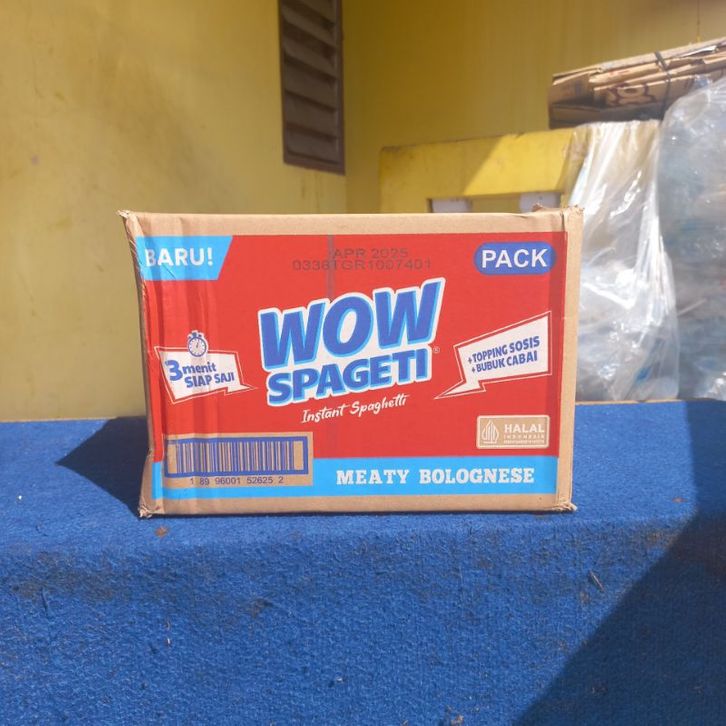 BARU!
APR 2025
0338TGR1007401
PACK
WOW
SPAGETI
Instant Spaghetti
3 menit
SIAP SAJI
+TOPPING SOSIS
+BUBUK CABAI
HALAL
INDONESIA
1 89 96001 52625 2
MEATY BOLOGNESE